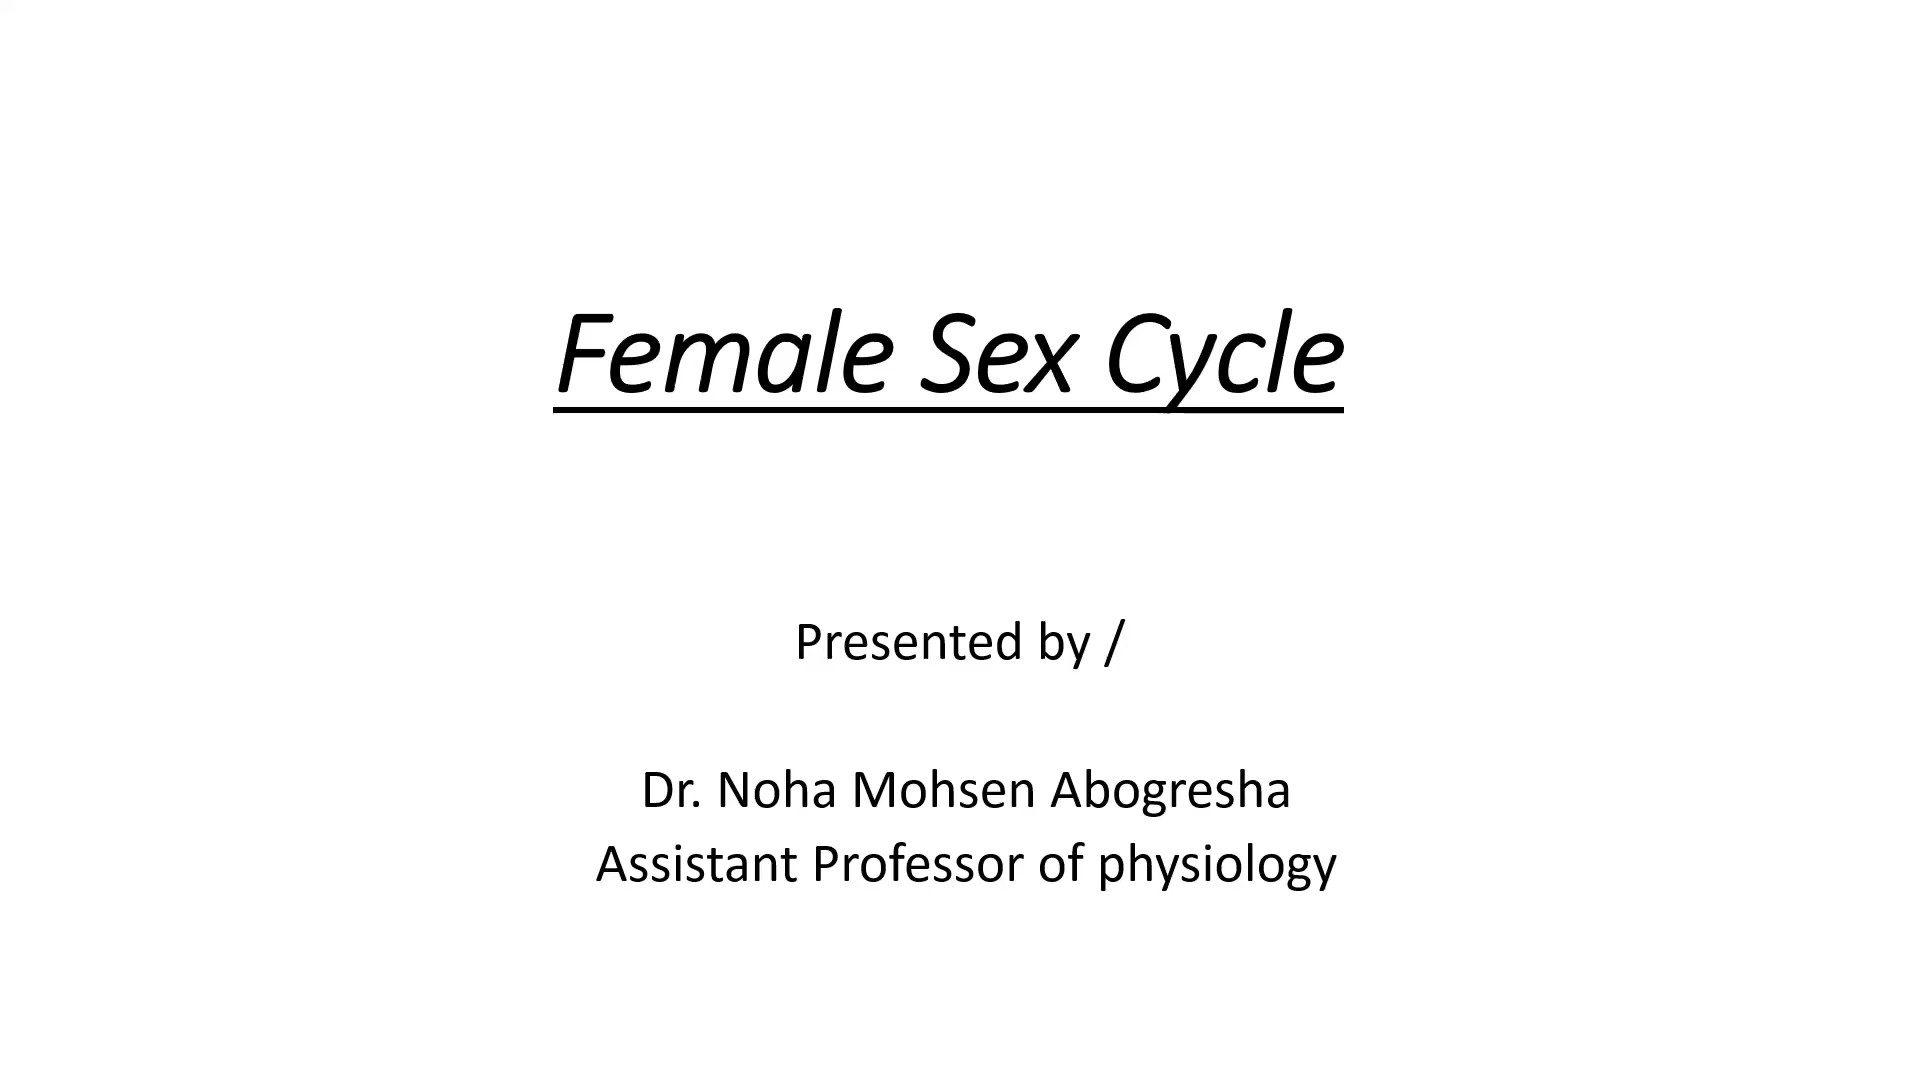 Female Sex Cycle
Presented by /
Dr. Noha Mohsen Abogresha
Assistant Professor of physiology